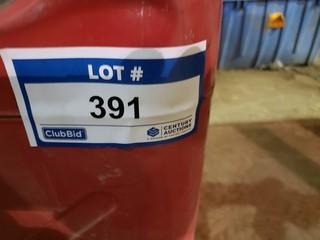 LOT #
391
ClubBid
CENTURY
AUCTIONS